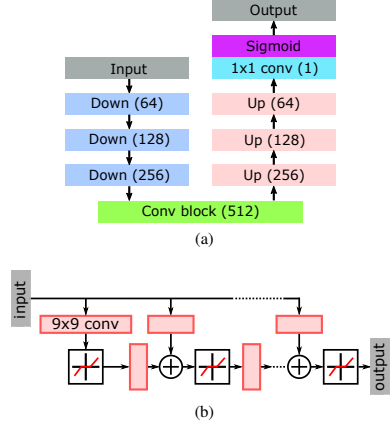 Output
Sigmoid
Input
1x1 conv (1)
Down (64)
Up (64)
Down (128)
Up (128)
Down (256)
Up (256)
Conv block (512)
(a)
input
9x9 conv
output
(b)